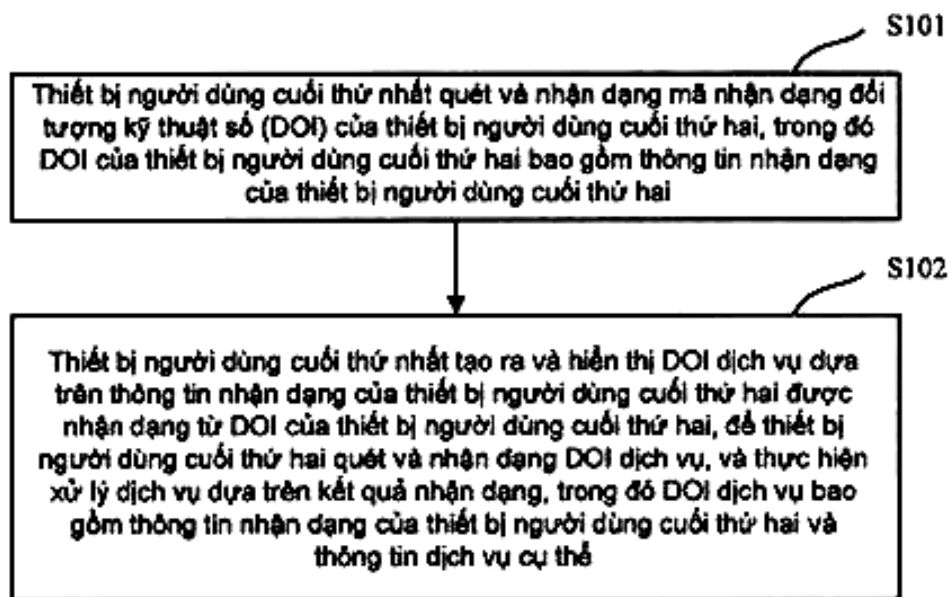 S101
Thiết bị người dùng cuối thứ nhất quét và nhận dạng mã nhận dạng đối
tượng kỹ thuật số (DOI) của thiết bị người dùng cuối thứ hai, trong đó
DOI của thiết bị người dùng cuối thứ hai bao gồm thông tin nhận dạng
của thiết bị người dùng cuối thứ hai
S102
Thiết bị người dùng cuối thứ nhất tạo ra và hiển thị DOI dịch vụ dựa
trên thông tin nhận dạng của thiết bị người dùng cuối thứ hai được
nhận dạng từ DOI của thiết bị người dùng cuối thứ hai, để thiết bị
người dùng cuối thứ hai quét và nhận dạng DOI dịch vụ, và thực hiện
xử lý dịch vụ dựa trên kết quả nhận dạng, trong đó DOI dịch vụ bao
gồm thông tin nhận dạng của thiết bị người dùng cuối thứ hai và
thông tin dịch vụ cụ thể